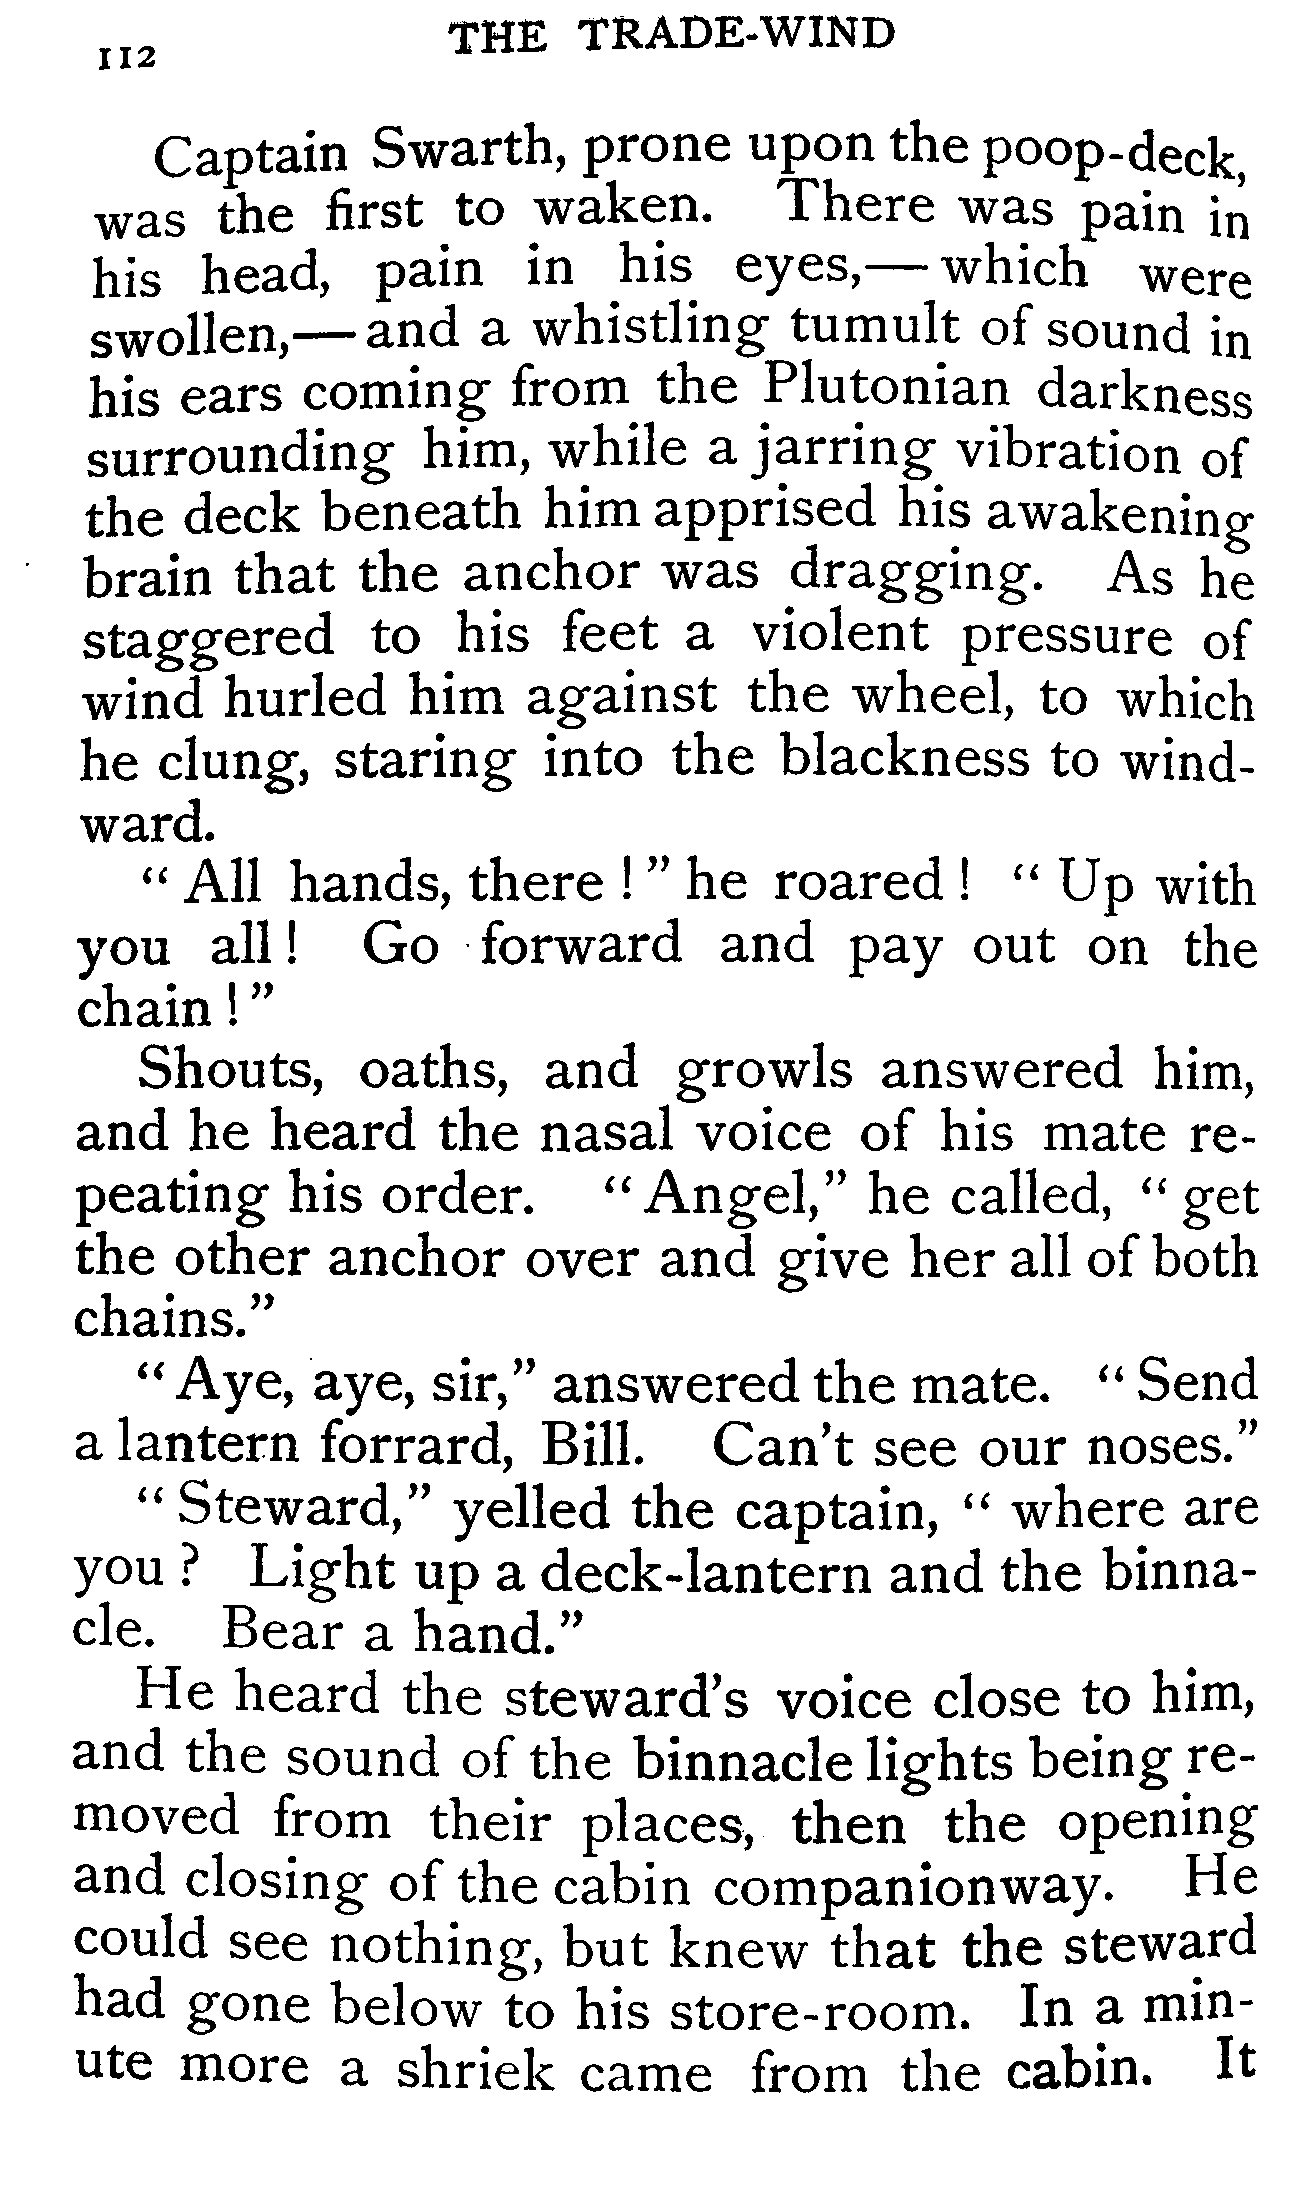 112
THE TRADE-WIND
Captain Swarth, prone upon the poop-deck,
was the first to waken. There was pain in
his head, pain in his eyes,—which were
swollen,—and a whistling tumult of sound in
his ears coming from the Plutonian darkness
surrounding him, while a jarring vibration of
the deck beneath him apprised his awakening
brain that the anchor was dragging. As he
staggered to his feet a violent pressure of
wind hurled him against the wheel, to which
he clung, staring into the blackness to wind-
ward.
“All hands, there!” he roared! “Up with
you all! Go forward and pay out on the
chain!”
Shouts, oaths, and growls answered him,
and he heard the nasal voice of his mate re-
peating his order. “Angel,” he called, “get
the other anchor over and give her all of both
chains.”
“Aye, aye, sir,” answered the mate. “Send
a lantern forrard, Bill. Can't see our noses.”
“Steward,” yelled the captain, “where are
you? Light up a deck-lantern and the binna-
cle. Bear a hand.”
He heard the steward's voice close to him,
and the sound of the binnacle lights being re-
moved from their places, then the opening
and closing of the cabin companionway. He
could see nothing, but knew that the steward
had gone below to his store-room. In a min-
ute more a shriek came from the cabin. It